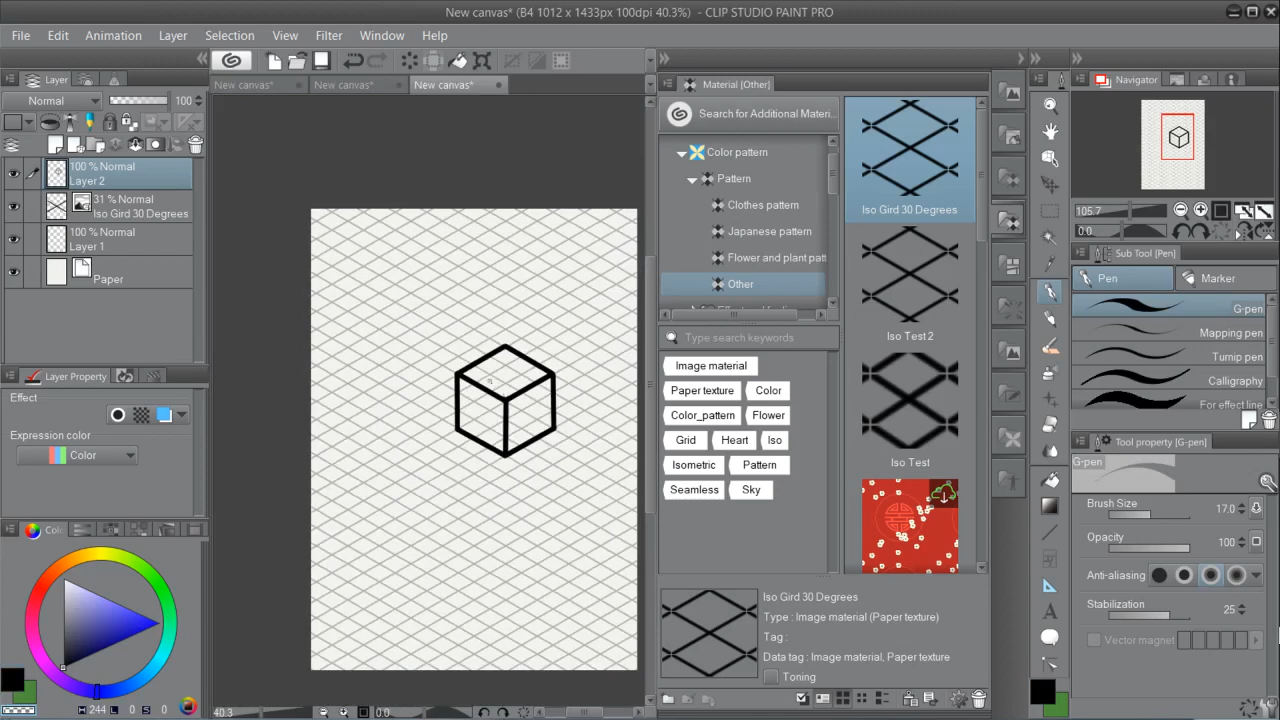 New canvas* (B4 1012 x 1433px 100dpi 40.3%) - CLIP STUDIO PAINT PRO
File Edit Animation Layer Selection View Filter Window Help
Layer
Normal 100
100 % Normal
Layer 2
31 % Normal
Iso Gird 30 Degrees
100 % Normal
Layer 1
Paper
Layer Property
Effect
Expression color
Color
Colo
H 244 L 0 S 0
New canvas* New canvas* New canvas*
40.3 0.0
Material [Other]
Search for Additional Materi...
Color pattern
Pattern
Clothes pattern
Japanese pattern
Flower and plant patt
Other
Type search keywords
Image material
Paper texture Color
Color_pattern Flower
Grid Heart Iso
Isometric Pattern
Seamless Sky
Iso Gird 30 Degrees
Iso Test 2
Iso Test
Iso Gird 30 Degrees
Type : Image material (Paper texture)
Tag :
Data tag : Image material, Paper texture
Toning
Navigator
105.7
0.0
Sub Tool [Pen]
Pen Marker
G-pen
Mapping pen
Turnip pen
Calligraphy
For effect line
Tool property [G-pen]
G-pen
Brush Size 17.0
Opacity 100
Anti-aliasing
Stabilization 25
Vector magnet